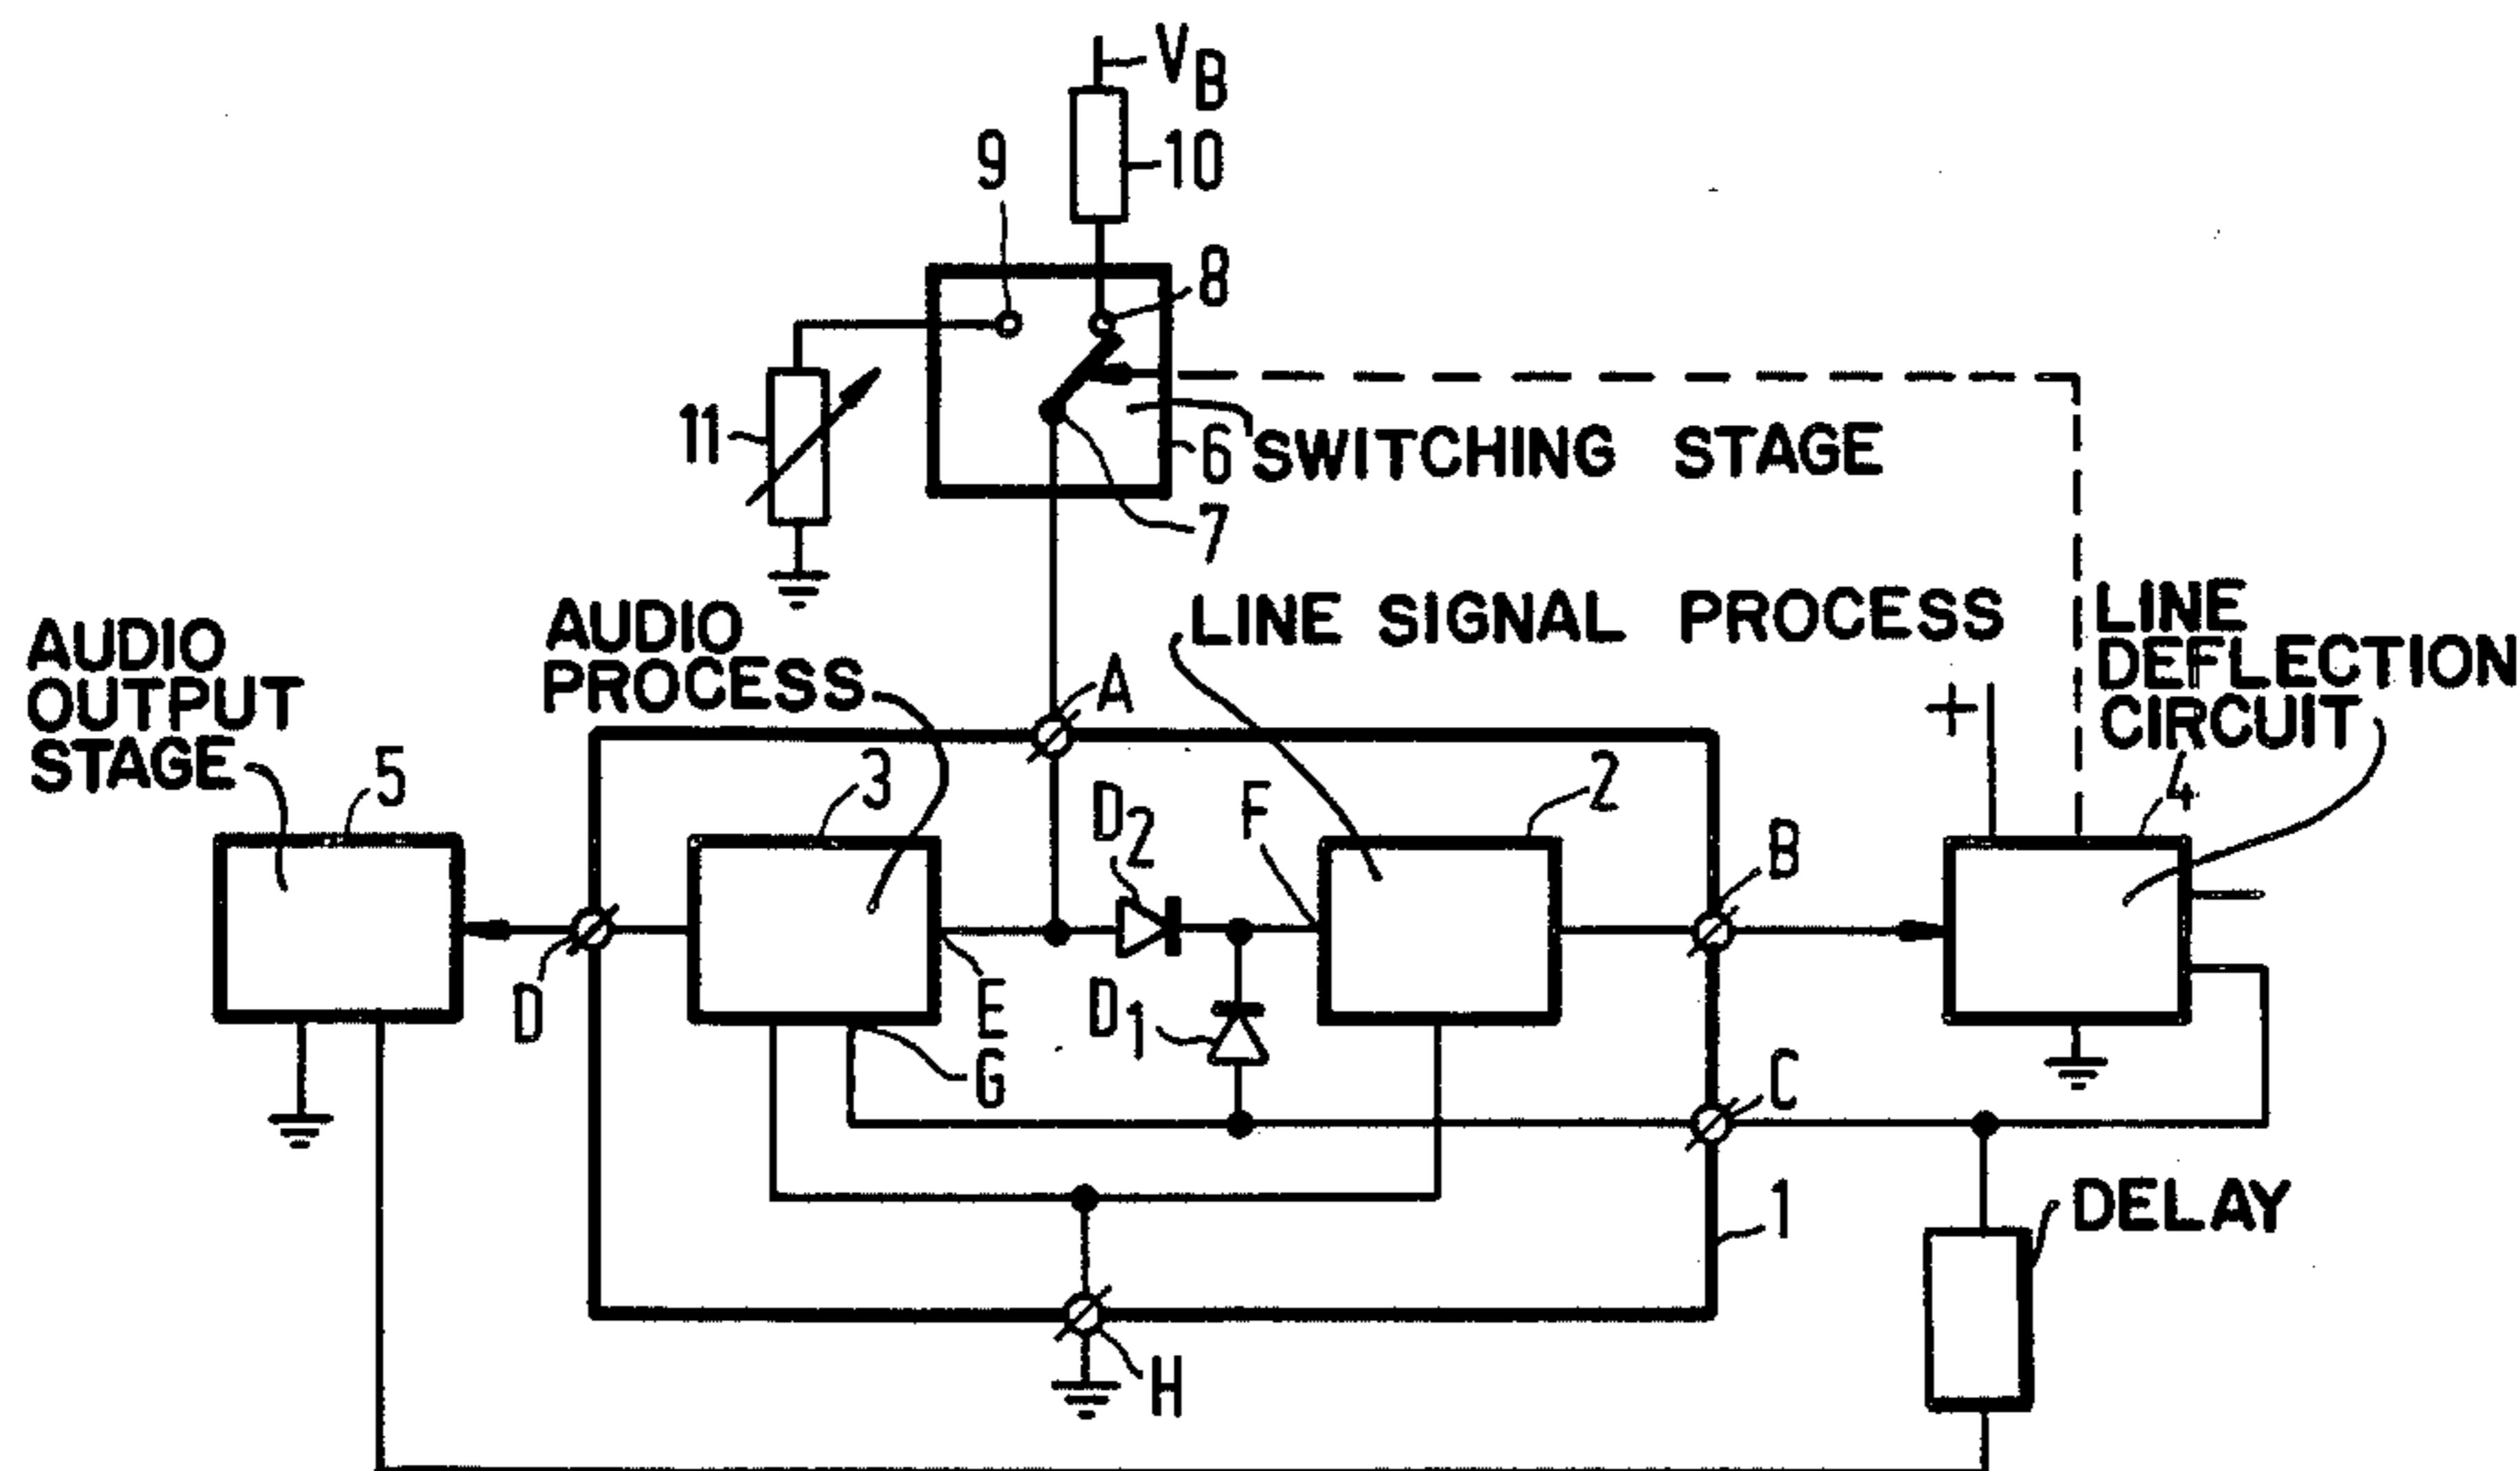 VB
10
9
8
11
6 SWITCHING STAGE
7
LINE SIGNAL PROCESS
LINE
DEFLECTION
CIRCUIT
AUDIO
OUTPUT
STAGE
AUDIO
PROCESS
A
+
5
3
D2
F
2
B
4
D
E
D1
G
C
1
DELAY
H